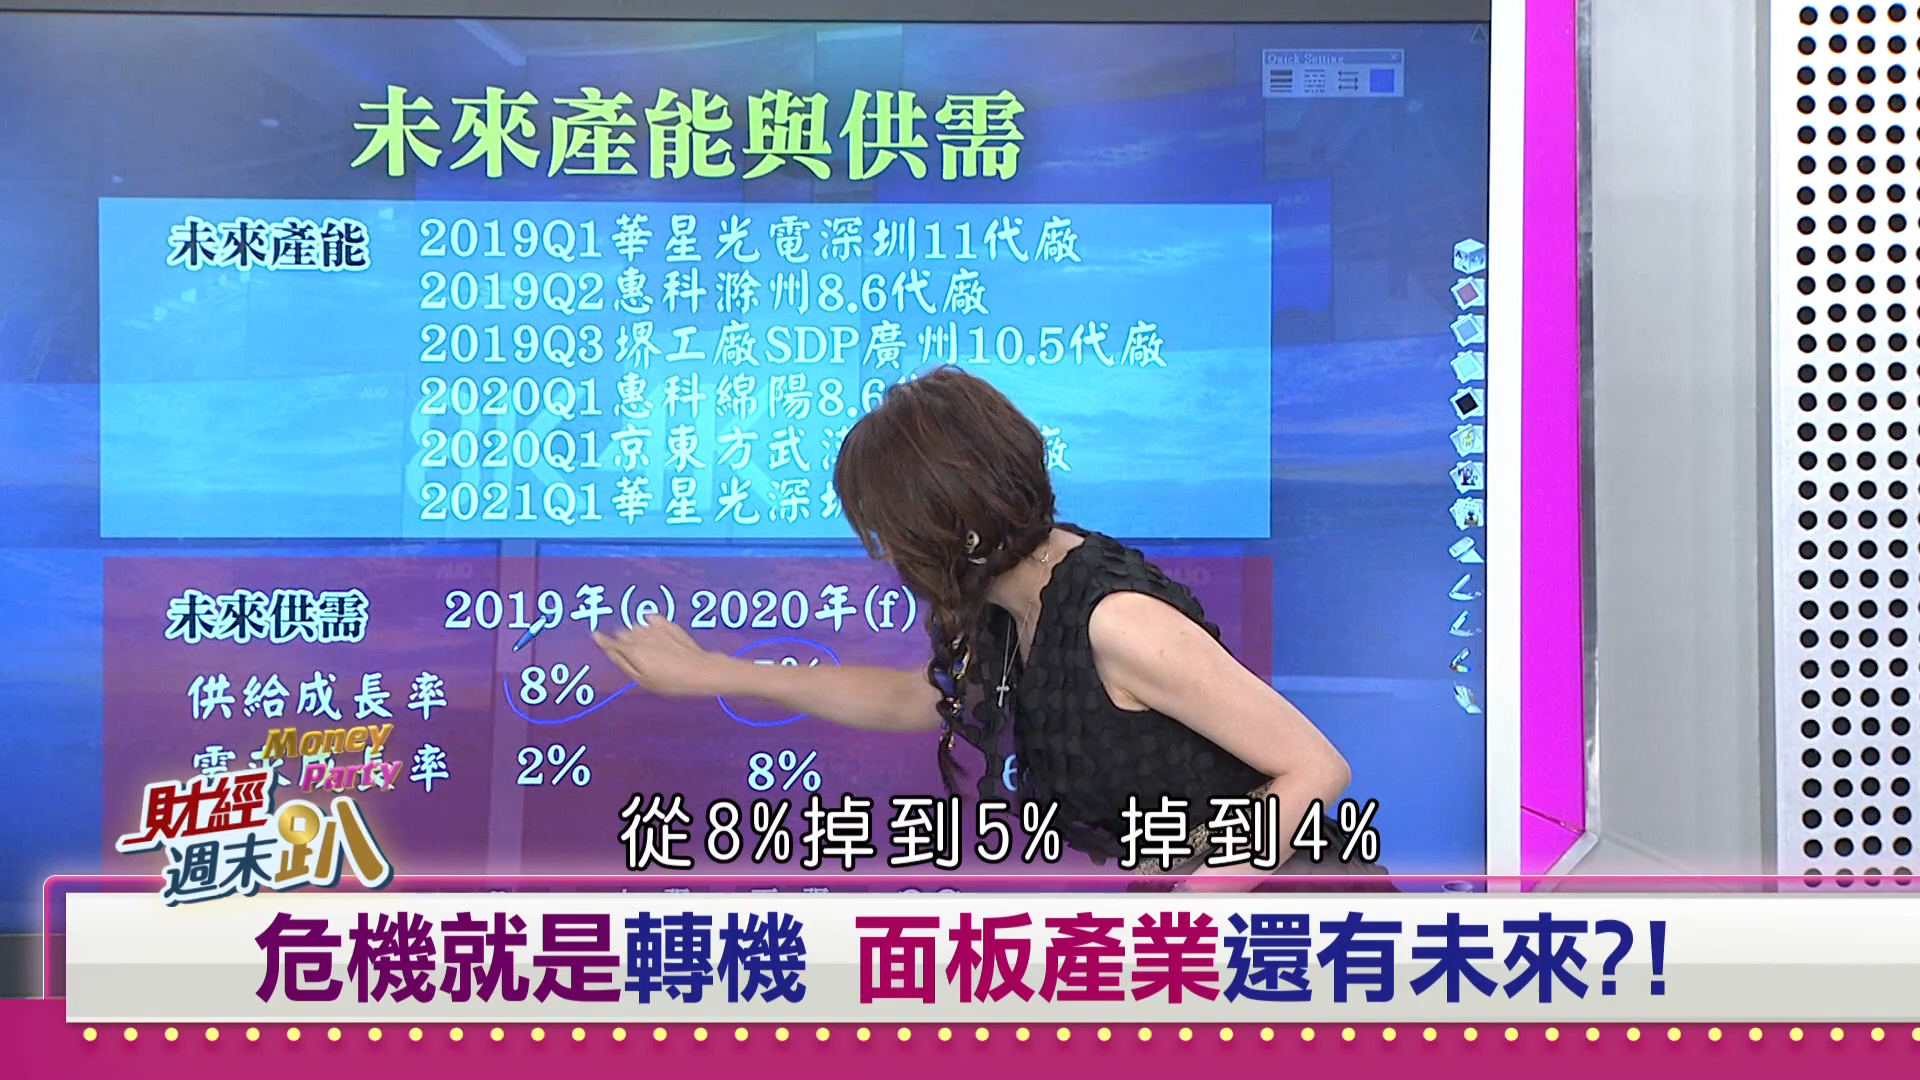 Quick Setting
未來產能與供需
未來產能 2019Q1華星光電深圳11代廠
2019Q2惠科滁州8.6代廠
2019Q3堺工廠SDP廣州10.5代廠
2020Q1惠科綿陽8.6
2020Q1京東方武 廠
2021Q1華星光深圳
未來供需 2019年(e) 2020年(f)
供給成長率 8% 5%
率 2% 8% 6
Money
Party
財經
週末趴
從8%掉到5% 掉到4%
危機就是轉機 面板產業還有未來?!